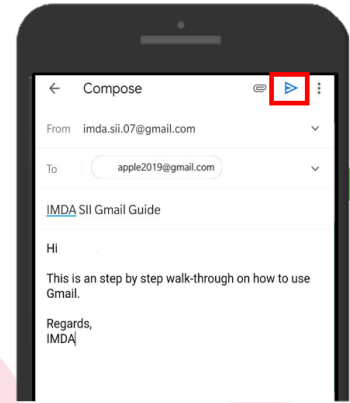 Compose
From imda.sii.07@gmail.com
To apple2019@gmail.com
IMDA SII Gmail Guide
Hi
This is an step by step walk-through on how to use
Gmail.
Regards,
IMDA